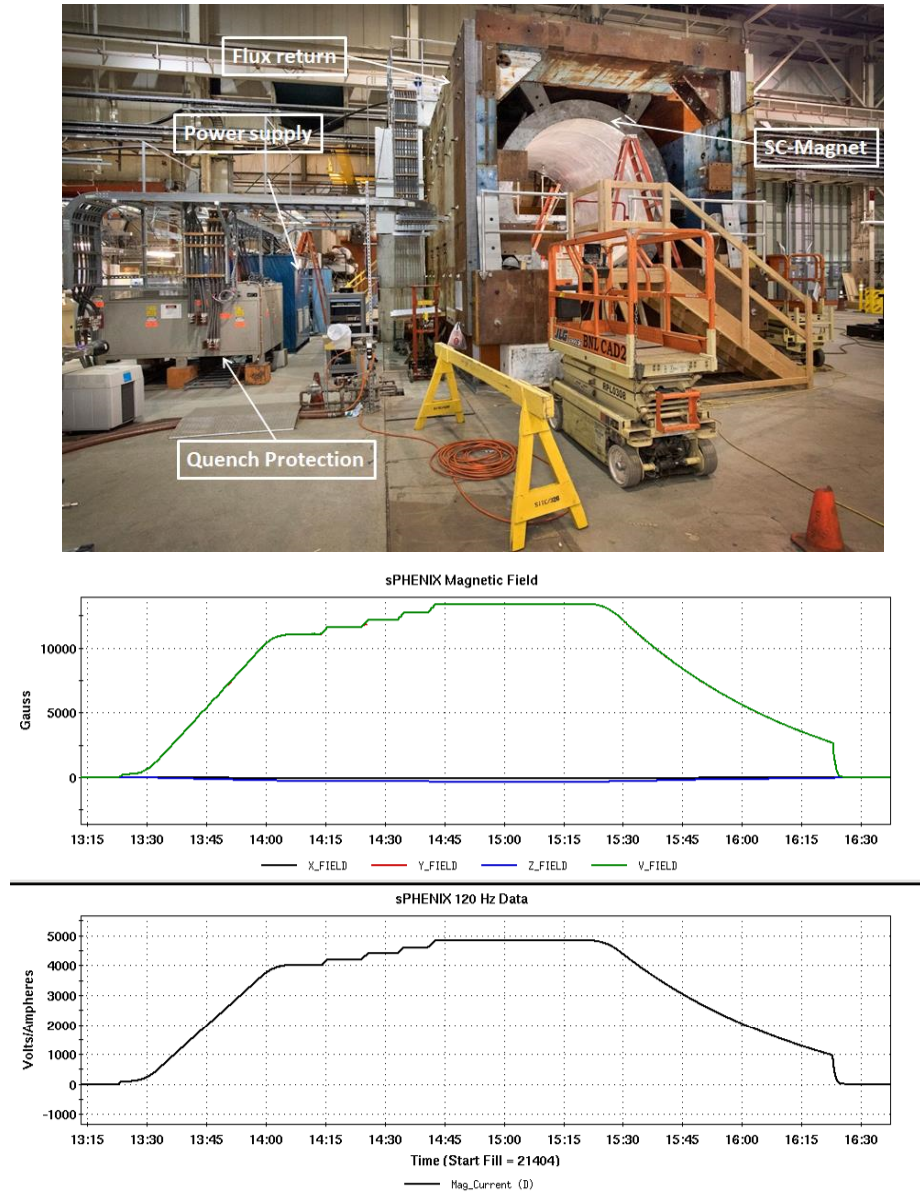 Flux return
Power supply
SC-Magnet
BNL CAD2
Quench Protection
sPHENIX Magnetic Field
10000
5000
0
Gauss
13:15 13:30 13:45 14:00 14:15 14:30 14:45 15:00 15:15 15:30 15:45 16:00 16:15 16:30
X_FIELD Y_FIELD Z_FIELD V_FIELD
sPHENIX 120 Hz Data
5000
4000
3000
2000
1000
0
-1000
Volts/Amphere
13:15 13:30 13:45 14:00 14:15 14:30 14:45 15:00 15:15 15:30 15:45 16:00 16:15 16:30
Time (Start Fill = 21404)
Mag_Current (D)